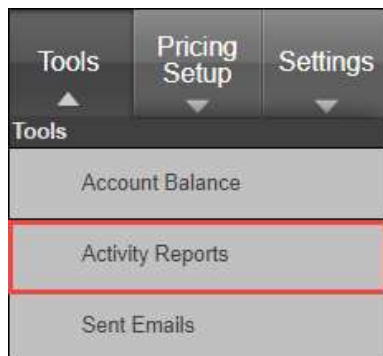 Tools
Pricing
Setup
Settings
Tools
Account Balance
Activity Reports
Sent Emails